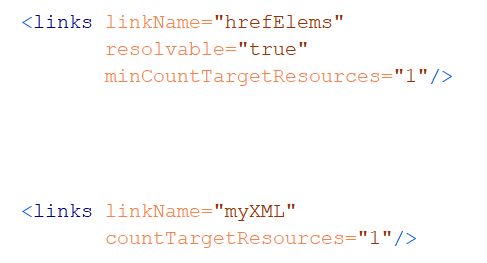 <links linkName="hrefElems"
resolvable="true"
minCountTargetResources="1"/>
<links linkName="myXML"
countTargetResources="1"/>